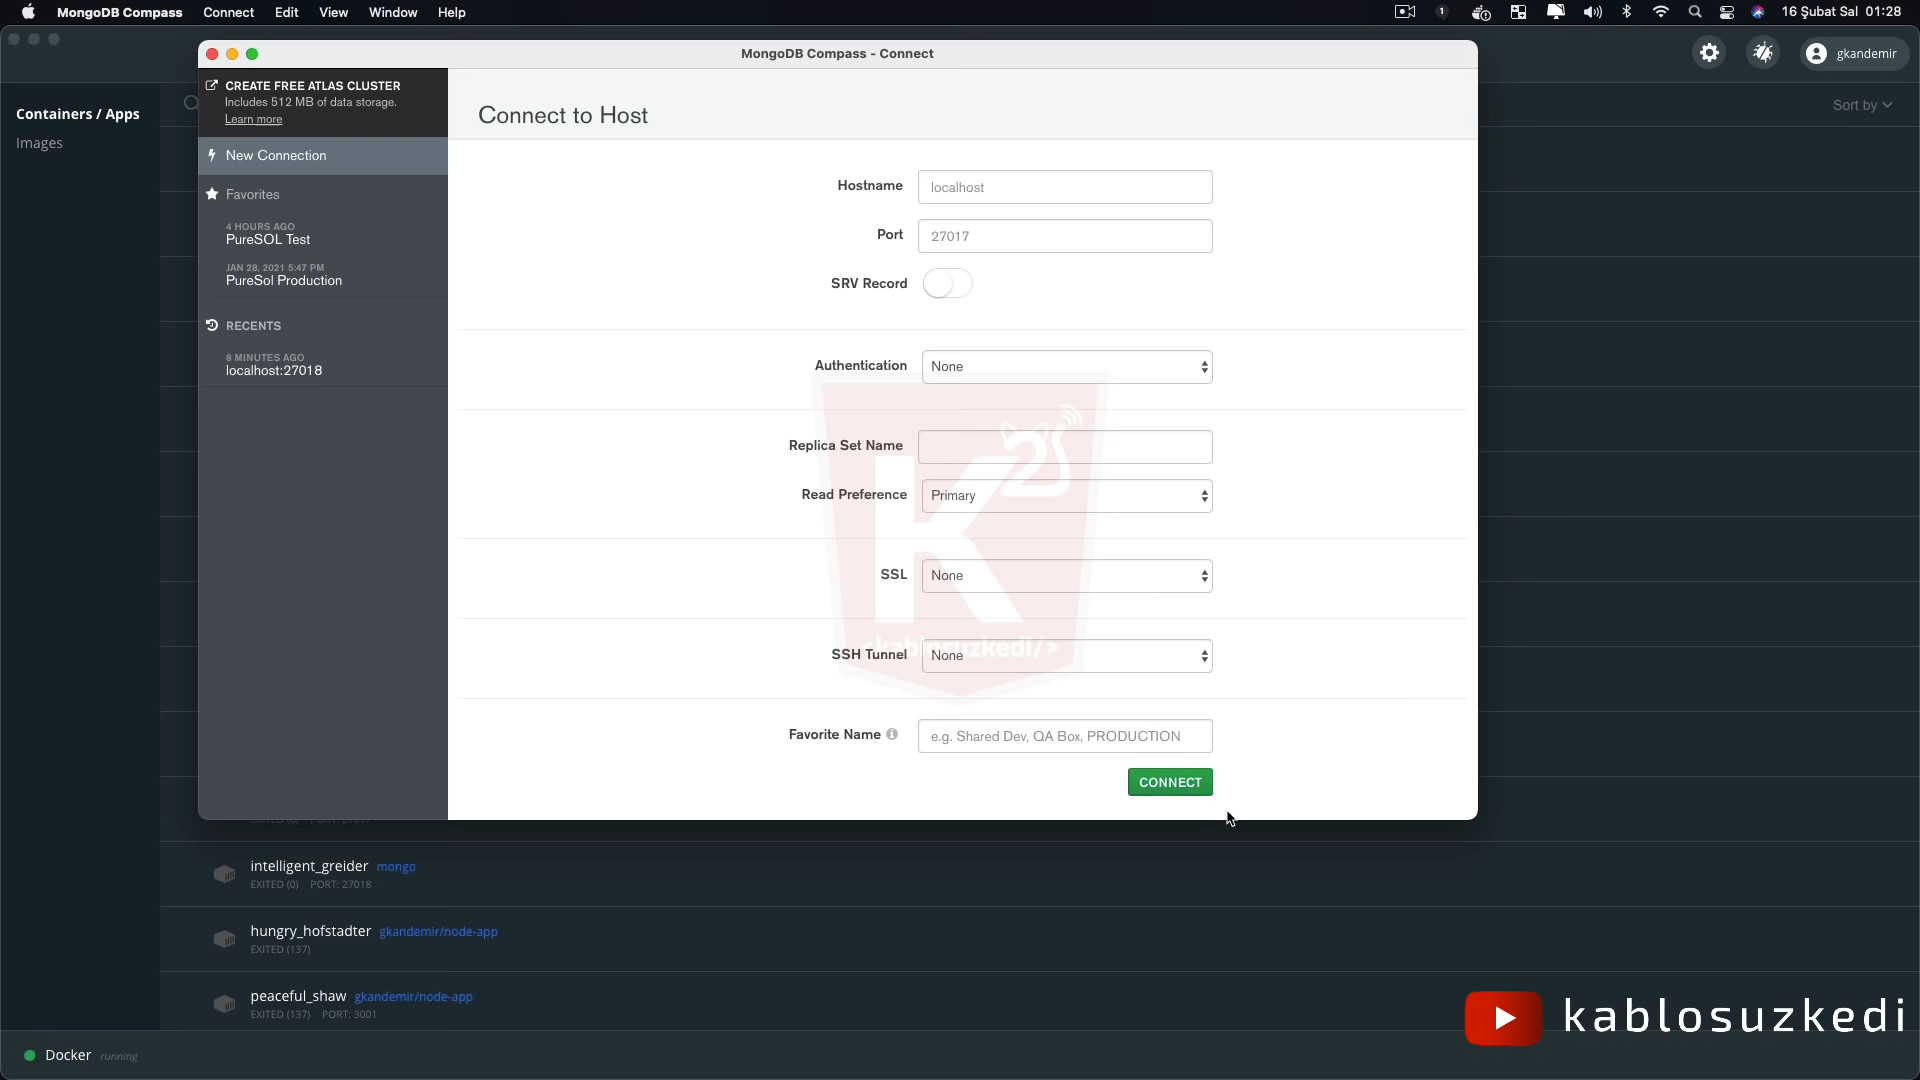 MongoDB Compass Connect Edit View Window Help
1
16 Şubat Sal 01:28
MongoDB Compass - Connect
gkandemir
CREATE FREE ATLAS CLUSTER
Includes 512 MB of data storage.
Learn more
Containers / Apps
Images
Sort by
Connect to Host
New Connection
Favorites
4 HOURS AGO
PureSOL Test
JAN 28, 2021 5:47 PM
PureSol Production
RECENTS
8 MINUTES AGO
localhost:27018
Hostname localhost
Port 27017
SRV Record
Authentication None
Replica Set Name
Read Preference Primary
SSL None
SSH Tunnel None
K
<kablosuzkedi/>
Favorite Name e.g. Shared Dev, QA Box, PRODUCTION
CONNECT
intelligent_greider mongo
EXITED (0) PORT: 27018
hungry_hofstadter gkandemir/node-app
EXITED (137)
peaceful_shaw gkandemir/node-app
EXITED (137) PORT: 3001
kablosuzkedi
Docker running